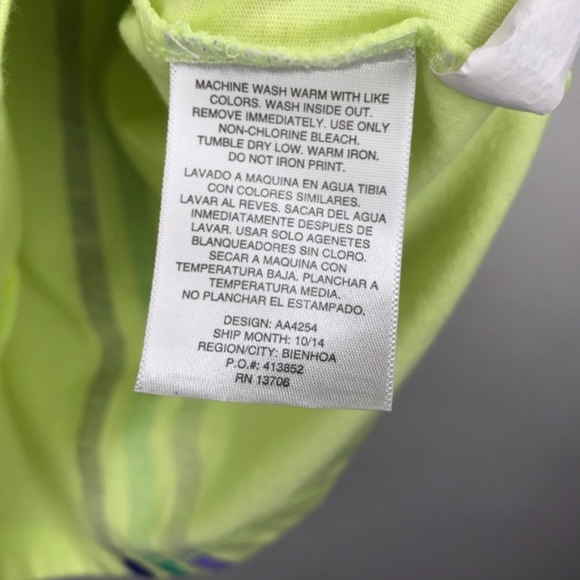 MACHINE WASH WARM WITH LIKE
COLORS. WASH INSIDE OUT.
REMOVE IMMEDIATELY. USE ONLY
NON-CHLORINE BLEACH.
TUMBLE DRY LOW. WARM IRON.
DO NOT IRON PRINT.
LAVADO A MAQUINA EN AGUA TIBIA
CON COLORES SIMILARES.
LAVAR AL REVES. SACAR DEL AGUA
INMEDIATAMENTE DESPUES DE
LAVAR. USAR SOLO AGENETES
BLANQUEADORES SIN CLORO.
SECAR A MAQUINA CON
TEMPERATURA BAJA. PLANCHAR A
TEMPERATURA MEDIA.
NO PLANCHAR EL ESTAMPADO.
DESIGN: AA4254
SHIP MONTH: 10/14
REGION/CITY: BIENHOA
P.O.#: 413852
RN 13706